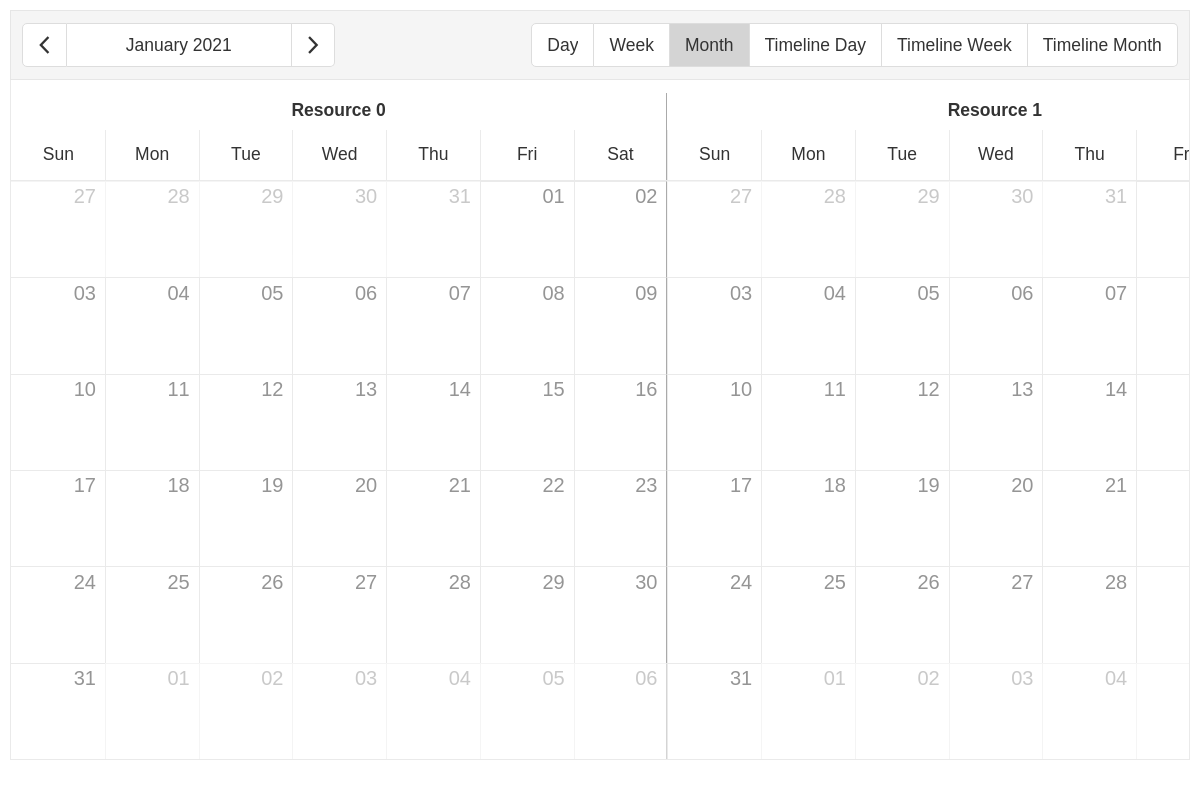 January 2021 Day Week Month Timeline Day Timeline Week Timeline Month
Resource 0 Resource 1
Sun Mon Tue Wed Thu Fri Sat Sun Mon Tue Wed Thu Fr
27 28 29 30 31 01 02 27 28 29 30 31
03 04 05 06 07 08 09 03 04 05 06 07
10 11 12 13 14 15 16 10 11 12 13 14
17 18 19 20 21 22 23 17 18 19 20 21
24 25 26 27 28 29 30 24 25 26 27 28
31 01 02 03 04 05 06 31 01 02 03 04